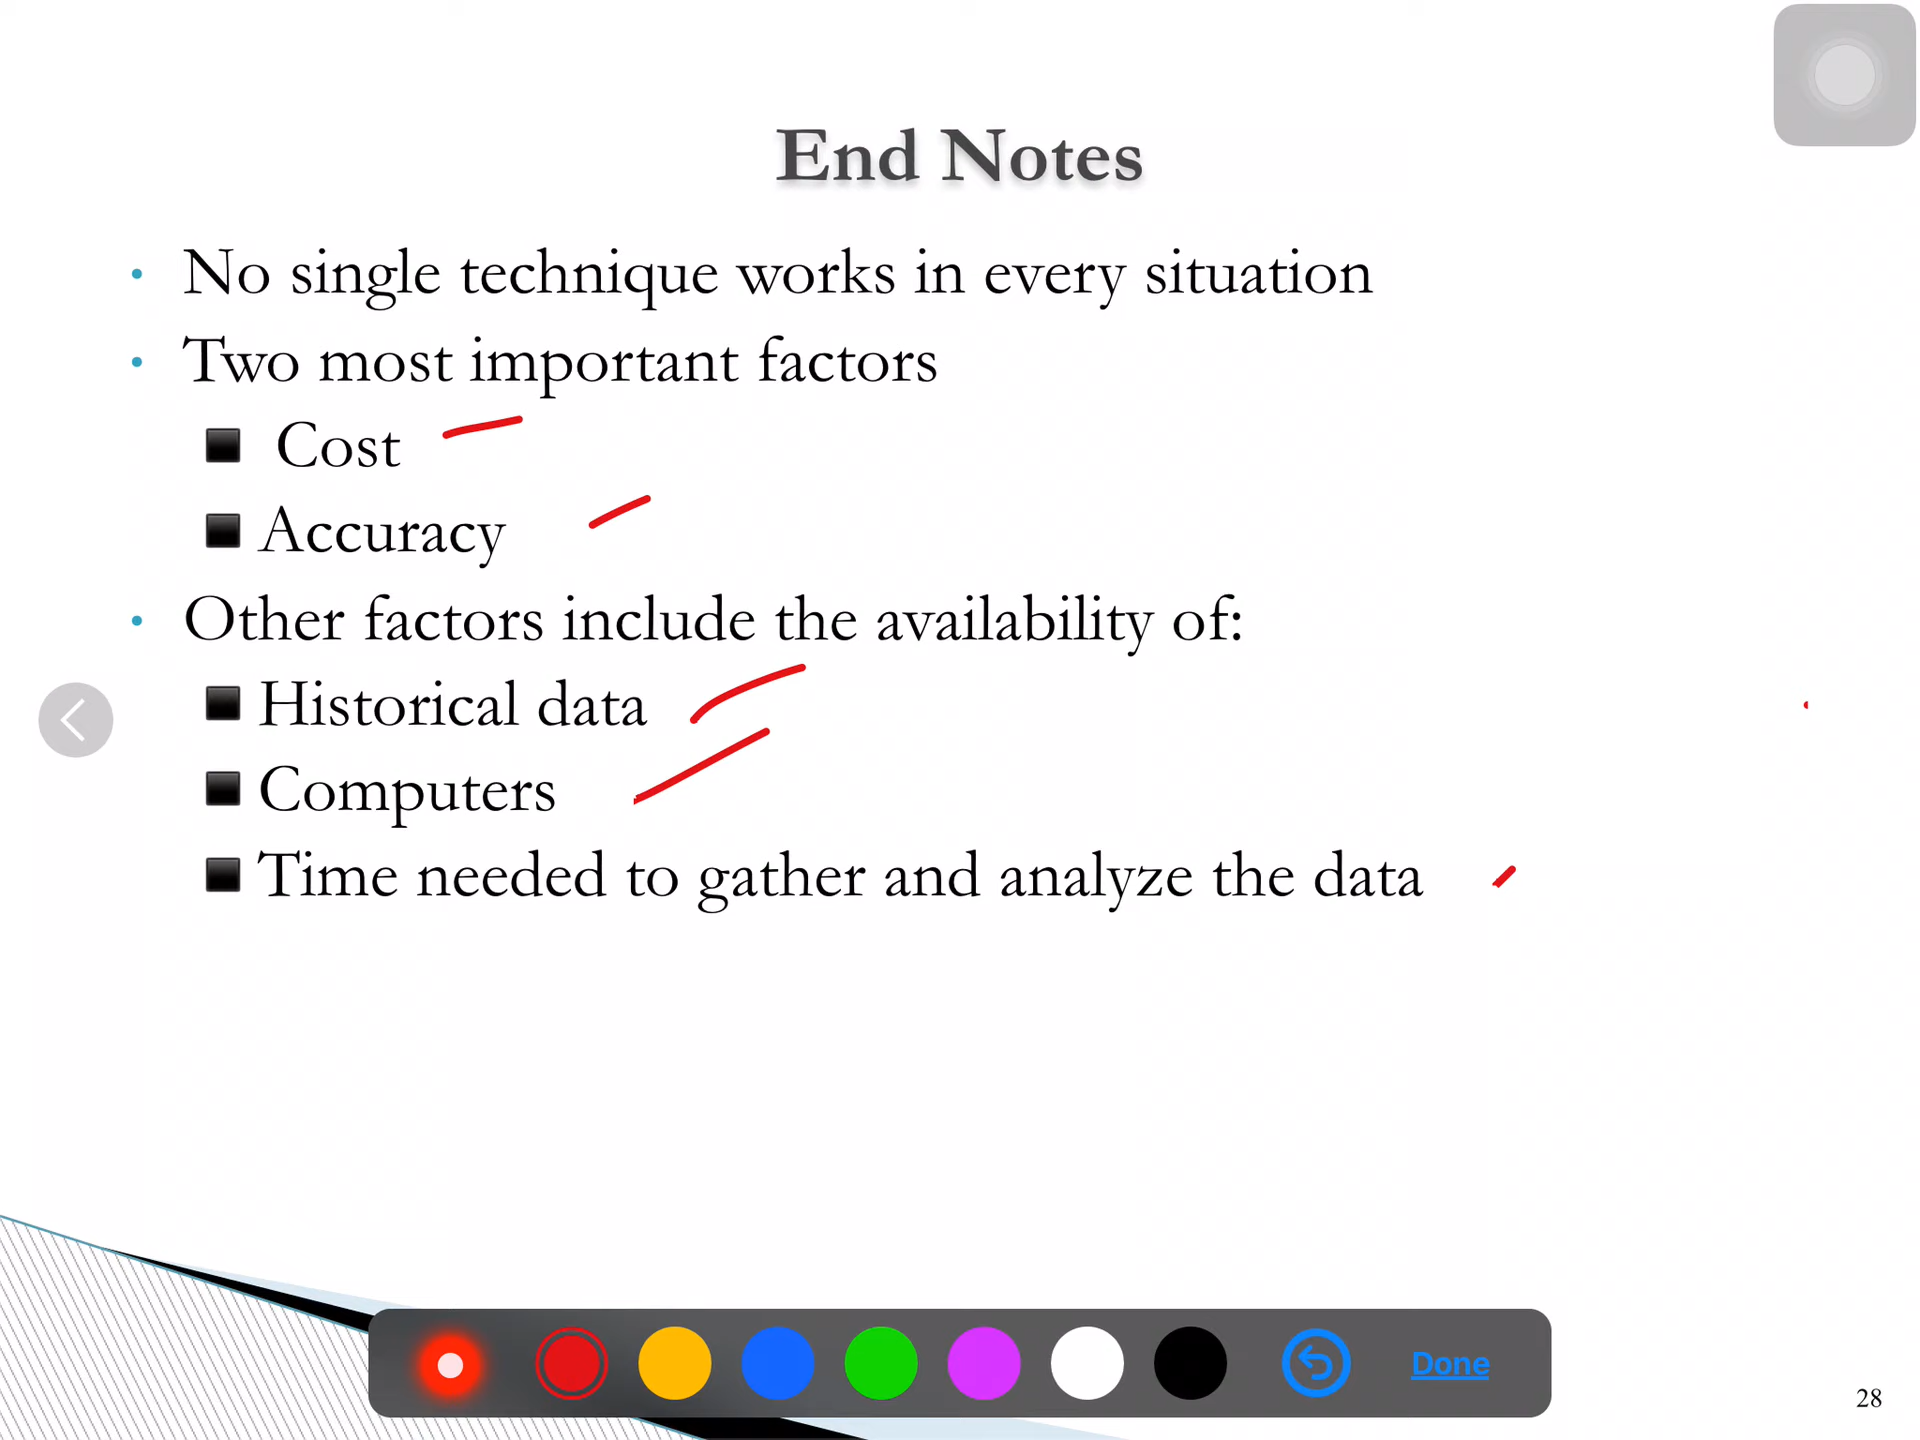 End Notes
• No single technique works in every situation
• Two most important factors
■ Cost
■ Accuracy
• Other factors include the availability of:
■ Historical data
■ Computers
■ Time needed to gather and analyze the data
Done
28